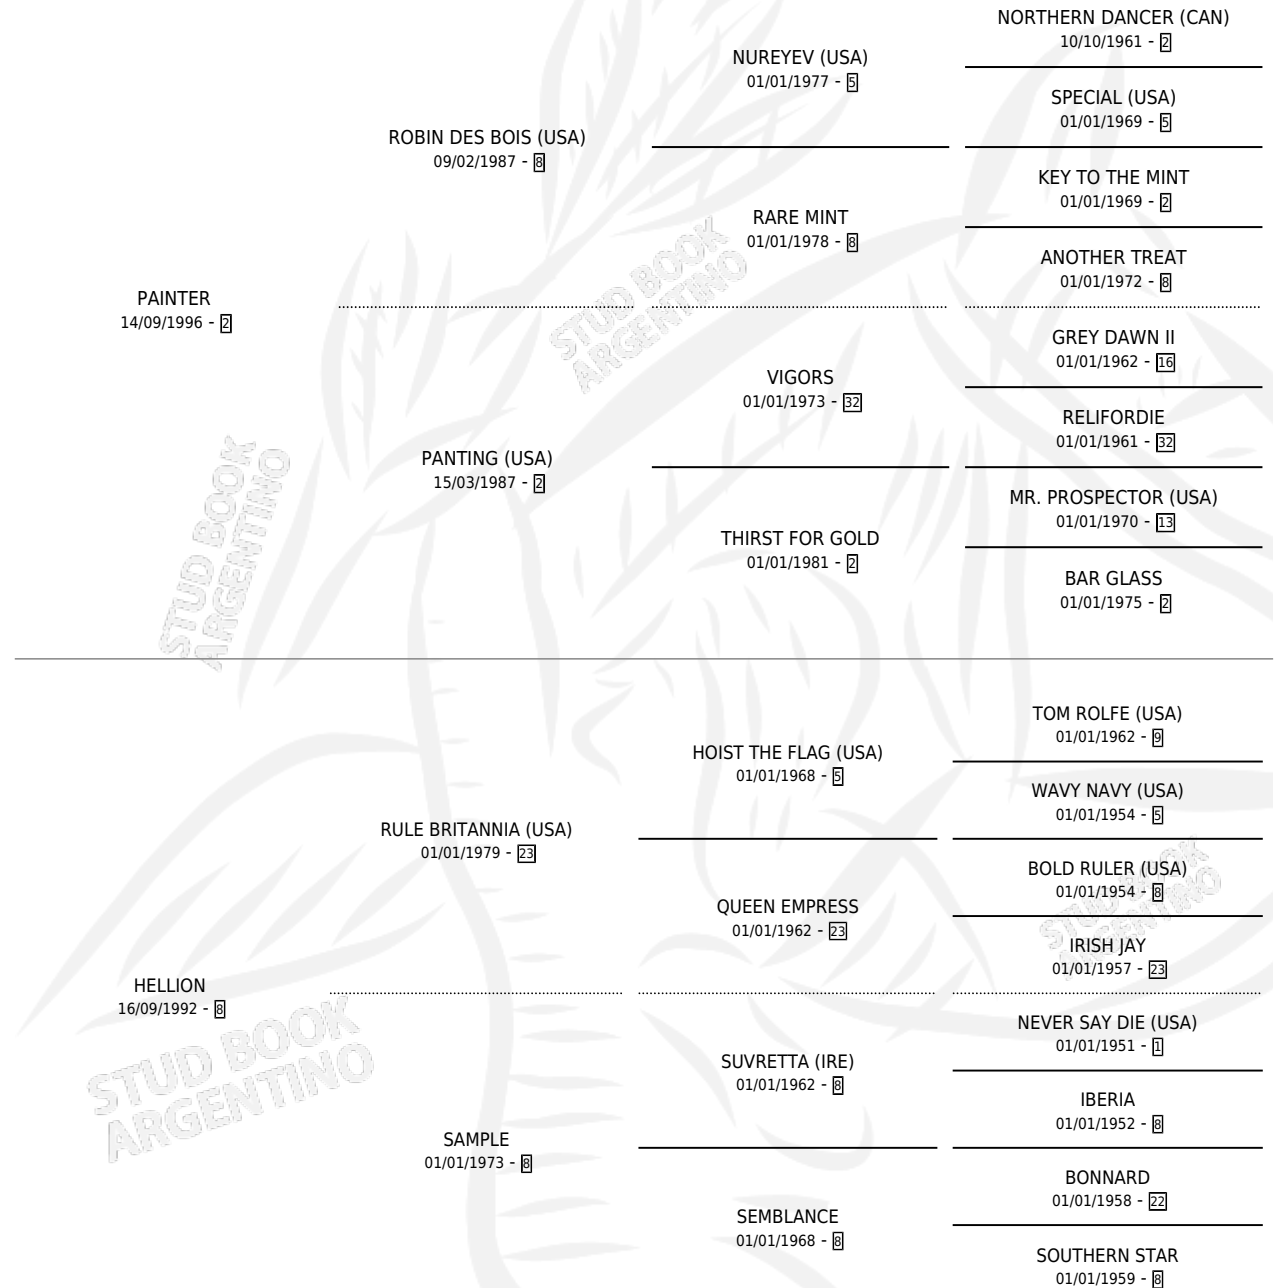 NORTHERN DANCER (CAN)
10/10/1961 - 2
NUREYEV (USA)
01/01/1977 - 5
SPECIAL (USA)
01/01/1969 - 5
ROBIN DES BOIS (USA)
09/02/1987 - 8
KEY TO THE MINT
01/01/1969 - 2
RARE MINT
01/01/1978 - 8
ANOTHER TREAT
01/01/1972 - 8
PAINTER
14/09/1996 - 2
GREY DAWN II
01/01/1962 - 16
VIGORS
01/01/1973 - 32
RELIFORDIE
01/01/1961 - 32
PANTING (USA)
15/03/1987 - 2
MR. PROSPECTOR (USA)
01/01/1970 - 13
THIRST FOR GOLD
01/01/1981 - 2
BAR GLASS
01/01/1975 - 2
STUD BOOK
ARGENTINO
STUD BOOK
ARGENTINO
TOM ROLFE (USA)
01/01/1962 - 9
HOIST THE FLAG (USA)
01/01/1968 - 5
WAVY NAVY (USA)
01/01/1954 - 5
RULE BRITANNIA (USA)
01/01/1979 - 23
BOLD RULER (USA)
01/01/1954 - 8
QUEEN EMPRESS
01/01/1962 - 23
IRISH JAY
01/01/1957 - 23
HELLION
16/09/1992 - 8
NEVER SAY DIE (USA)
01/01/1951 - 1
SUVRETTA (IRE)
01/01/1962 - 8
IBERIA
01/01/1952 - 8
SAMPLE
01/01/1973 - 8
BONNARD
01/01/1958 - 22
SEMBLANCE
01/01/1968 - 8
SOUTHERN STAR
01/01/1959 - 8
STUD BOOK
ARGENTINO
STUD BOOK
ARGENTINO